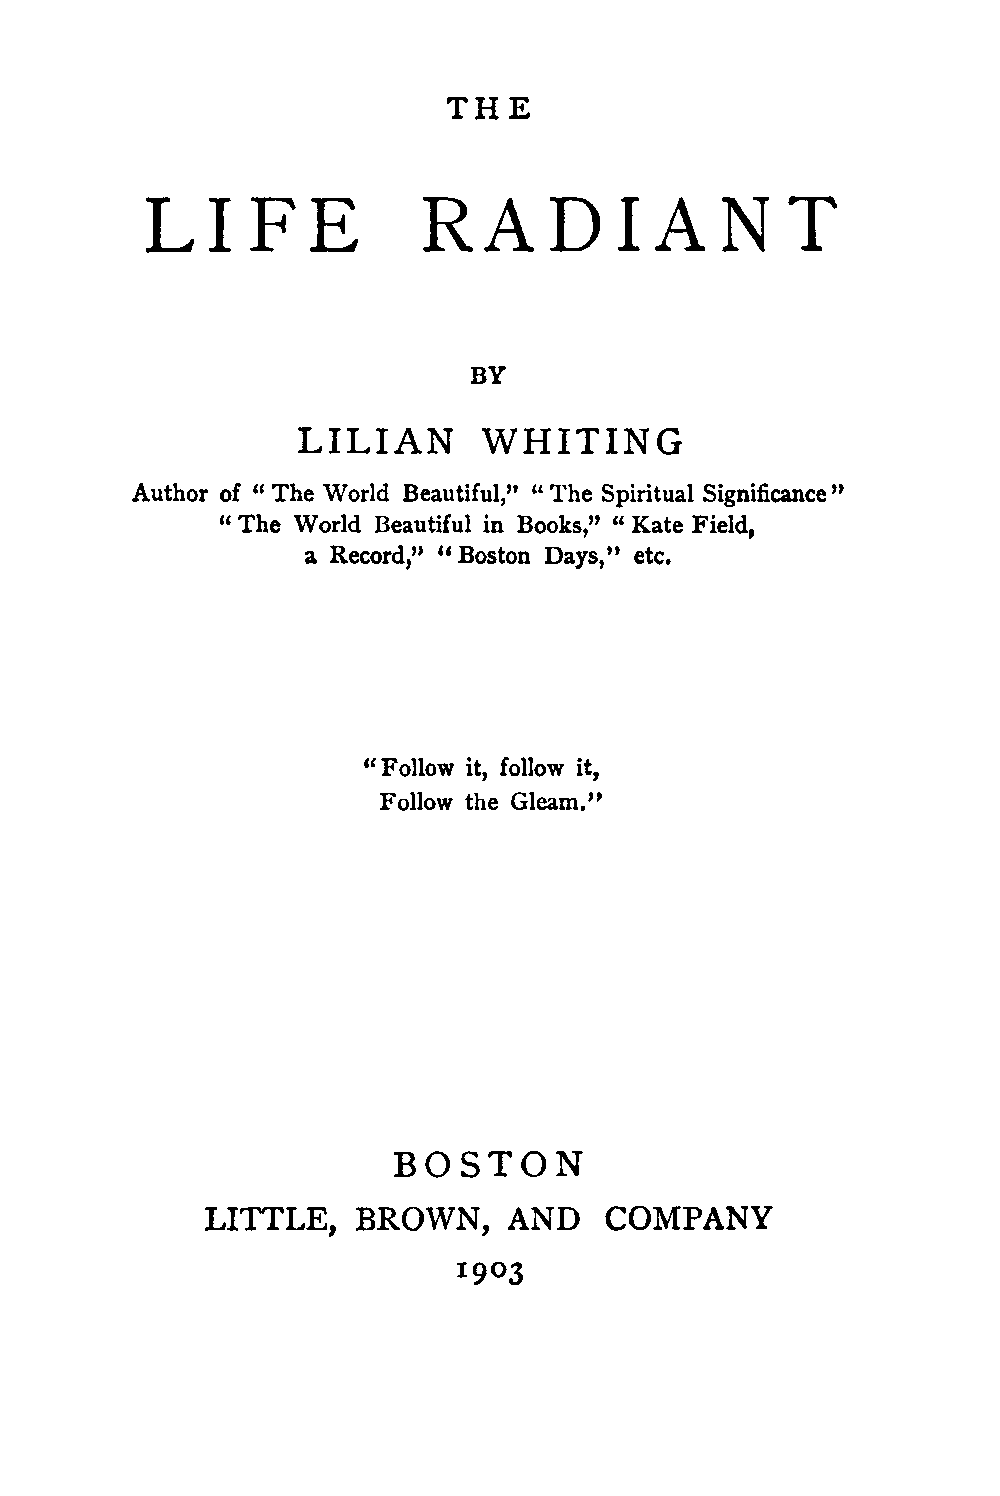 THE
LIFE RADIANT
BY
LILIAN WHITING
Author of “The World Beautiful,” “The Spiritual Significance”
“The World Beautiful in Books,” “Kate Field,
a Record,” “Boston Days,” etc.
“Follow it, follow it,
Follow the Gleam.”
BOSTON
LITTLE, BROWN, AND COMPANY
1903